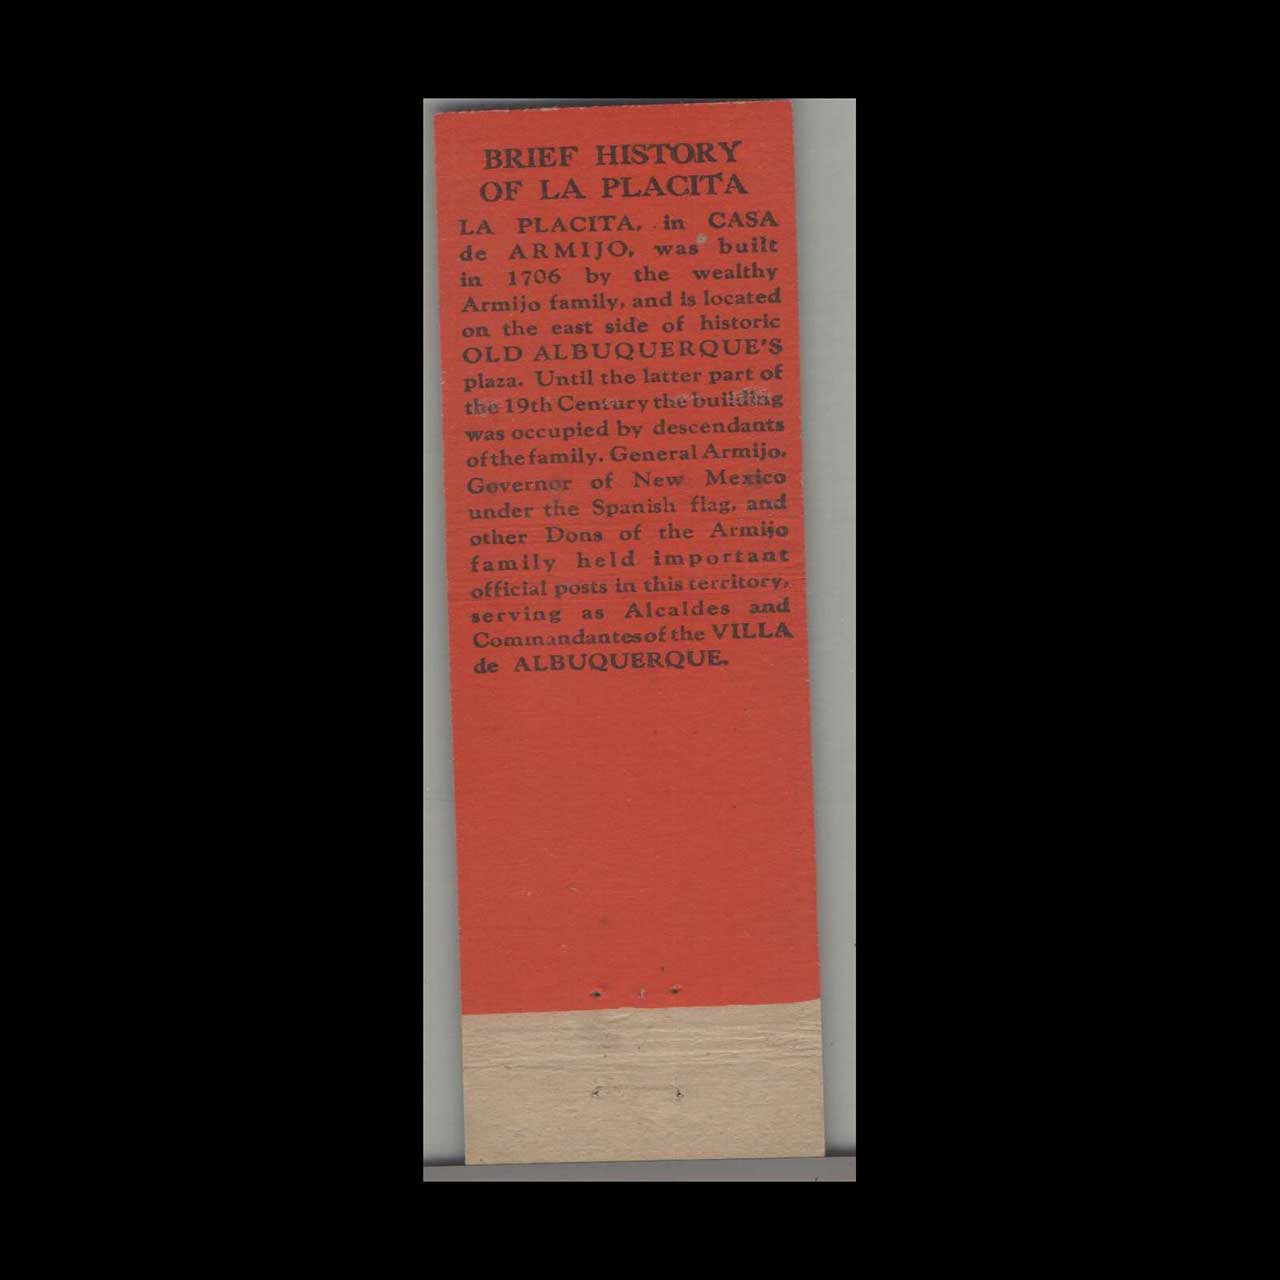 BRIEF HISTORY
OF LA PLACITA
LA PLACITA, in CASA
de ARMIJO, was built
in 1706 by the wealthy
Armijo family, and is located
on the east side of historic
OLD ALBUQUERQUE'S
plaza. Until the latter part of
the 19th Century the building
was occupied by descendants
of the family. General Armijo,
Governor of New Mexico
under the Spanish flag, and
other Dons of the Armijo
family held important
official posts in this territory,
serving as Alcaldes and
Commandantes of the VILLA
de ALBUQUERQUE.